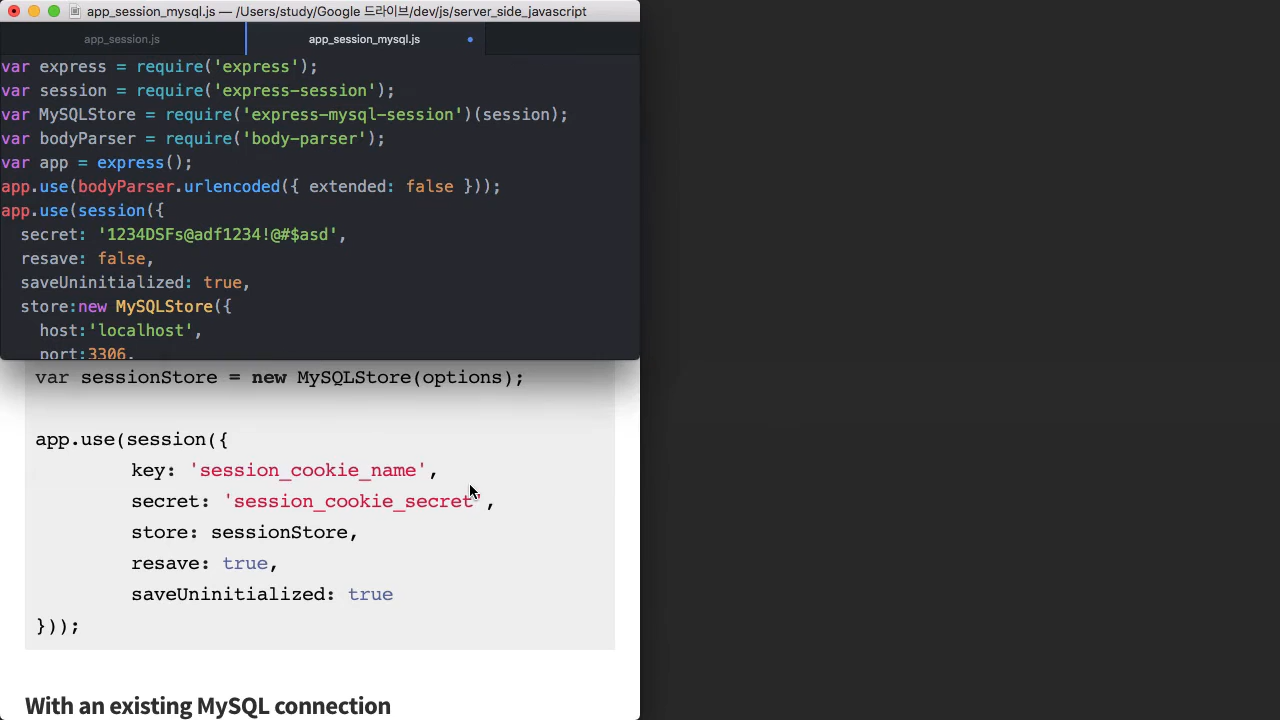 app_session_mysql.js — /Users/study/Google 드라이브/dev/js/server_side_javascript
app_session.js
app_session_mysql.js
var express = require('express');
var session = require('express-session');
var MySQLStore = require('express-mysql-session')(session);
var bodyParser = require('body-parser');
var app = express();
app.use(bodyParser.urlencoded({ extended: false }));
app.use(session({
secret: '1234DSFs@adf1234!@#$asd',
resave: false,
saveUninitialized: true,
store:new MySQLStore({
host:'localhost',
port:3306,
var sessionStore = new MySQLStore(options);
app.use(session({
key: 'session_cookie_name',
secret: 'session_cookie_secret',
store: sessionStore,
resave: true,
saveUninitialized: true
}));
With an existing MySQL connection